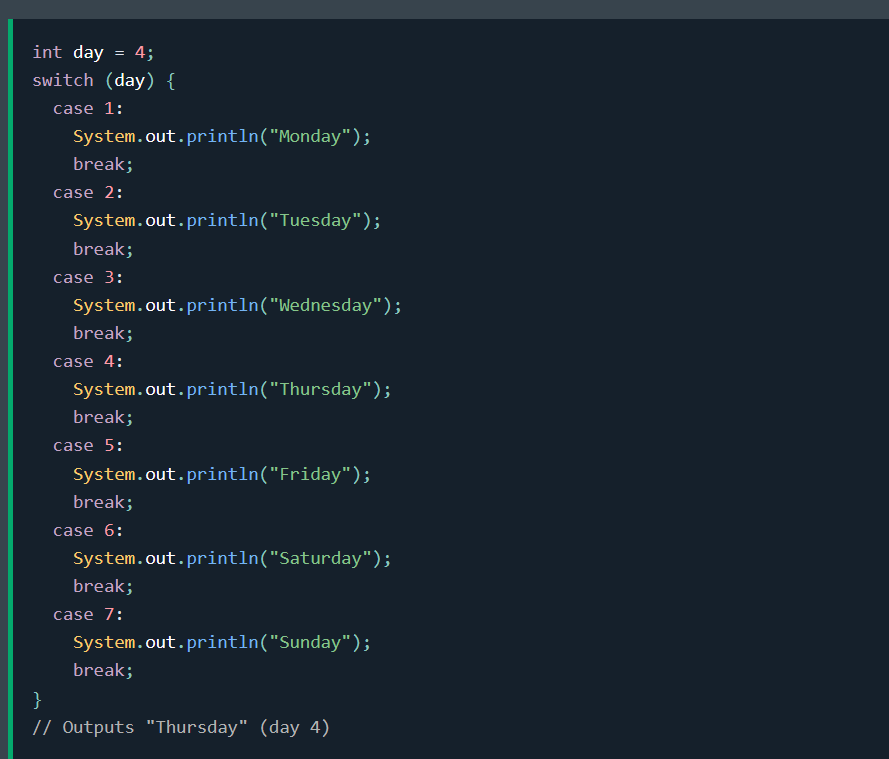 int day = 4;
switch (day) {
  case 1:
    System.out.println("Monday");
    break;
  case 2:
    System.out.println("Tuesday");
    break;
  case 3:
    System.out.println("Wednesday");
    break;
  case 4:
    System.out.println("Thursday");
    break;
  case 5:
    System.out.println("Friday");
    break;
  case 6:
    System.out.println("Saturday");
    break;
  case 7:
    System.out.println("Sunday");
    break;
}
// Outputs "Thursday" (day 4)